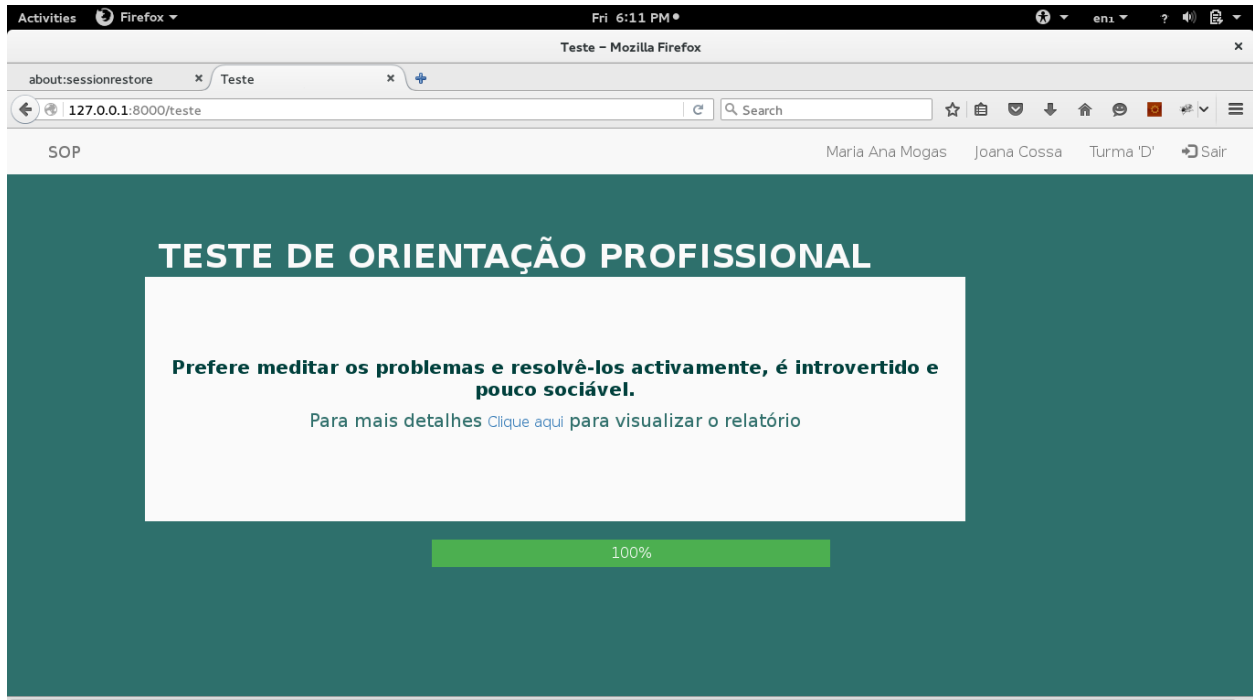 Activities Firefox Fri 6:11 PM en1 ?
Teste – Mozilla Firefox
about:sessionrestore Teste
127.0.0.1:8000/teste Search
SOP Maria Ana Mogas Joana Cossa Turma 'D' Sair
TESTE DE ORIENTAÇÃO PROFISSIONAL
Prefere meditar os problemas e resolvê-los activamente, é introvertido e
pouco sociável.
Para mais detalhes Clique aqui para visualizar o relatório
100%